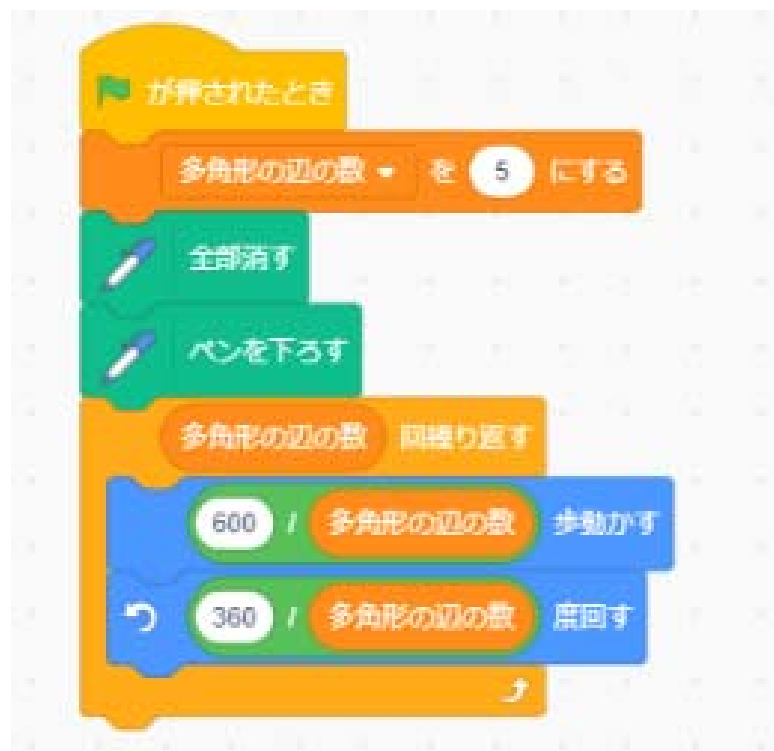 が押されたとき
多角形の辺の数 を 5 にする
全部消す
ペンを下ろす
多角形の辺の数 回繰り返す
600 / 多角形の辺の数 歩動かす
360 / 多角形の辺の数 度回す